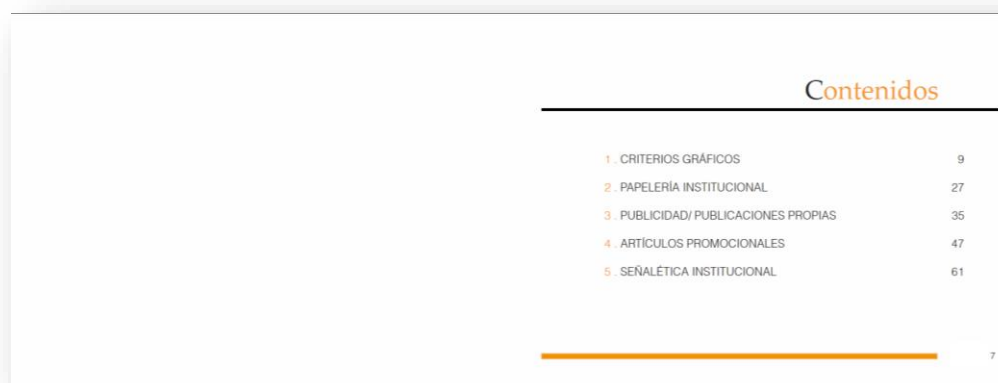 Contenidos
1 . CRITERIOS GRÁFICOS 9
2 . PAPELERÍA INSTITUCIONAL 27
3 . PUBLICIDAD/ PUBLICACIONES PROPIAS 35
4 . ARTÍCULOS PROMOCIONALES 47
5 . SEÑALÉTICA INSTITUCIONAL 61
7